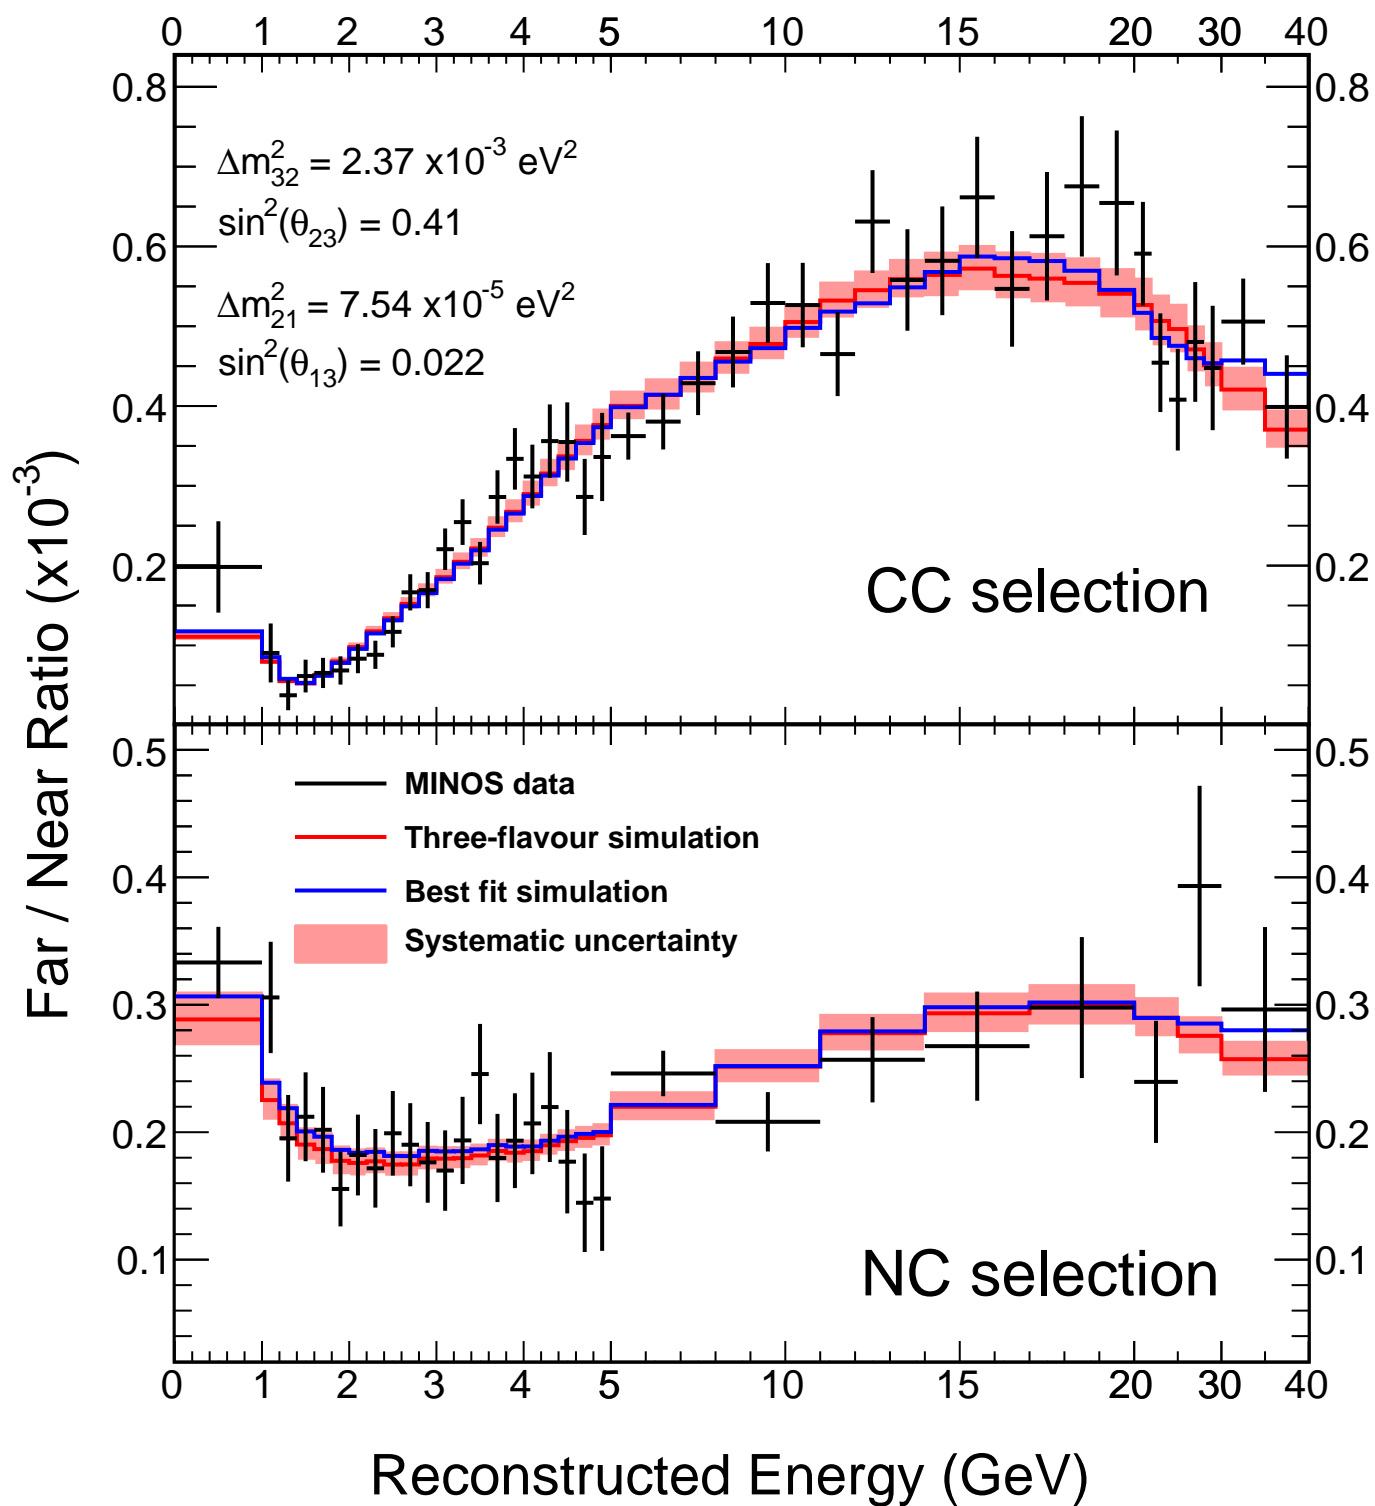 0 1 2 3 4 5 10 15 20 30 40
0.8 0.8
Δm²₃₂ = 2.37 x10⁻³ eV²
sin²(θ₂₃) = 0.41
0.6 0.6
Δm²₂₁ = 7.54 x10⁻⁵ eV²
sin²(θ₁₃) = 0.022
0.4 0.4
0.2 0.2
CC selection
Far / Near Ratio (x10⁻³)
0.5 0.5
MINOS data
Three-flavour simulation
0.4 0.4
Best fit simulation
Systematic uncertainty
0.3 0.3
0.2 0.2
0.1 0.1
NC selection
0 1 2 3 4 5 10 15 20 30 40
Reconstructed Energy (GeV)